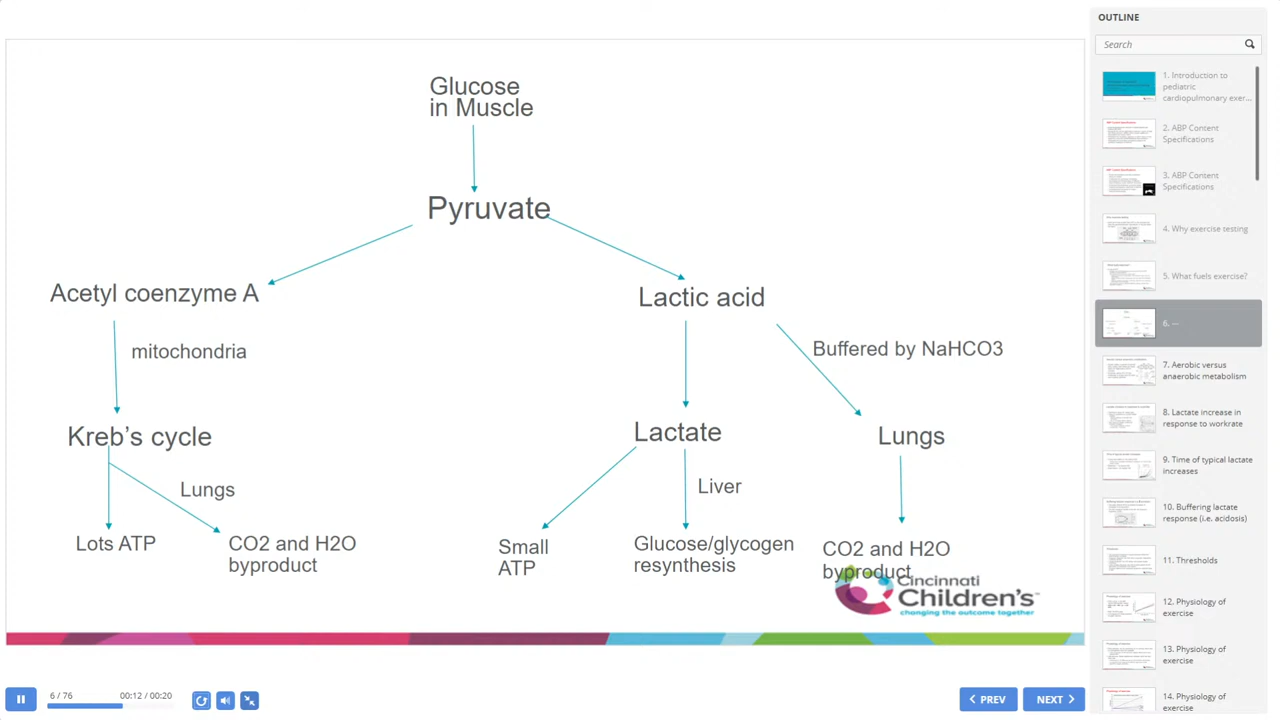 Glucose
in Muscle
Pyruvate
Acetyl coenzyme A
Lactic acid
mitochondria
Buffered by NaHCO3
Kreb's cycle
Lactate
Lungs
Lungs
Liver
Lots ATP
CO2 and H2O
byproduct
Small
ATP
Glucose/glycogen
resynthesis
CO2 and H2O
byproduct
Cincinnati
Children's
changing the outcome together
6 / 76
00:12 / 00:20
PREV
NEXT
OUTLINE
Search
1. Introduction to
pediatric
cardiopulmonary exer...
2. ABP Content
Specifications
3. ABP Content
Specifications
4. Why exercise testing
5. What fuels exercise?
6. —
7. Aerobic versus
anaerobic metabolism
8. Lactate increase in
response to workrate
9. Time of typical lactate
increases
10. Buffering lactate
response (i.e. acidosis)
11. Thresholds
12. Physiology of
exercise
13. Physiology of
exercise
14. Physiology of
exercise